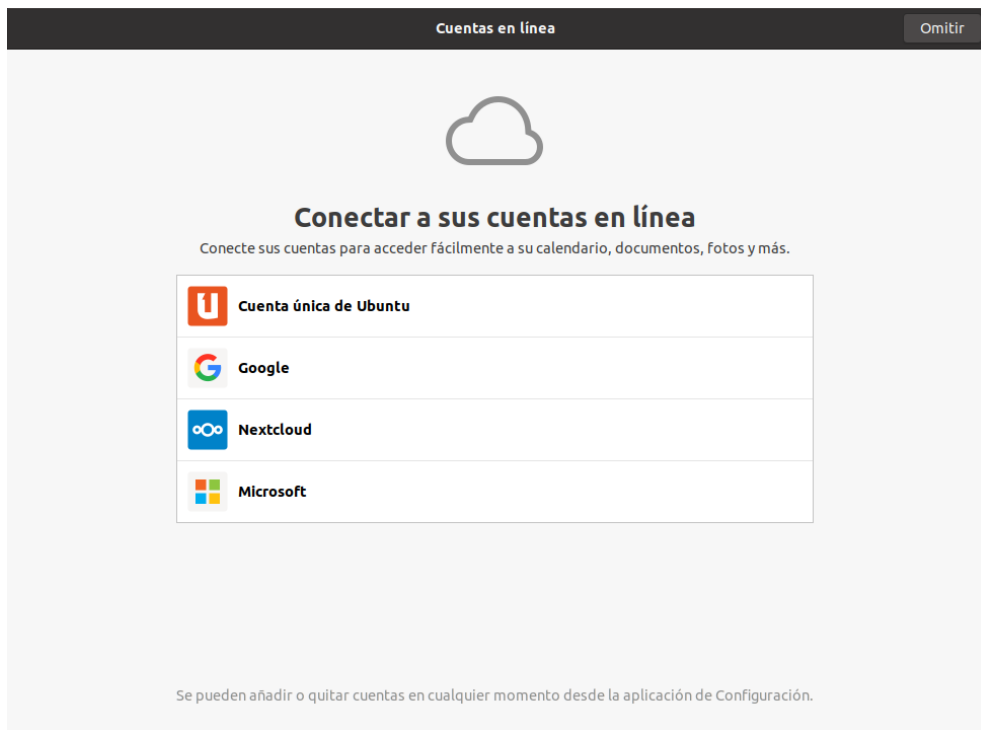 Cuentas en línea
Omitir
Conectar a sus cuentas en línea
Conecte sus cuentas para acceder fácilmente a su calendario, documentos, fotos y más.
Cuenta única de Ubuntu
Google
Nextcloud
Microsoft
Se pueden añadir o quitar cuentas en cualquier momento desde la aplicación de Configuración.